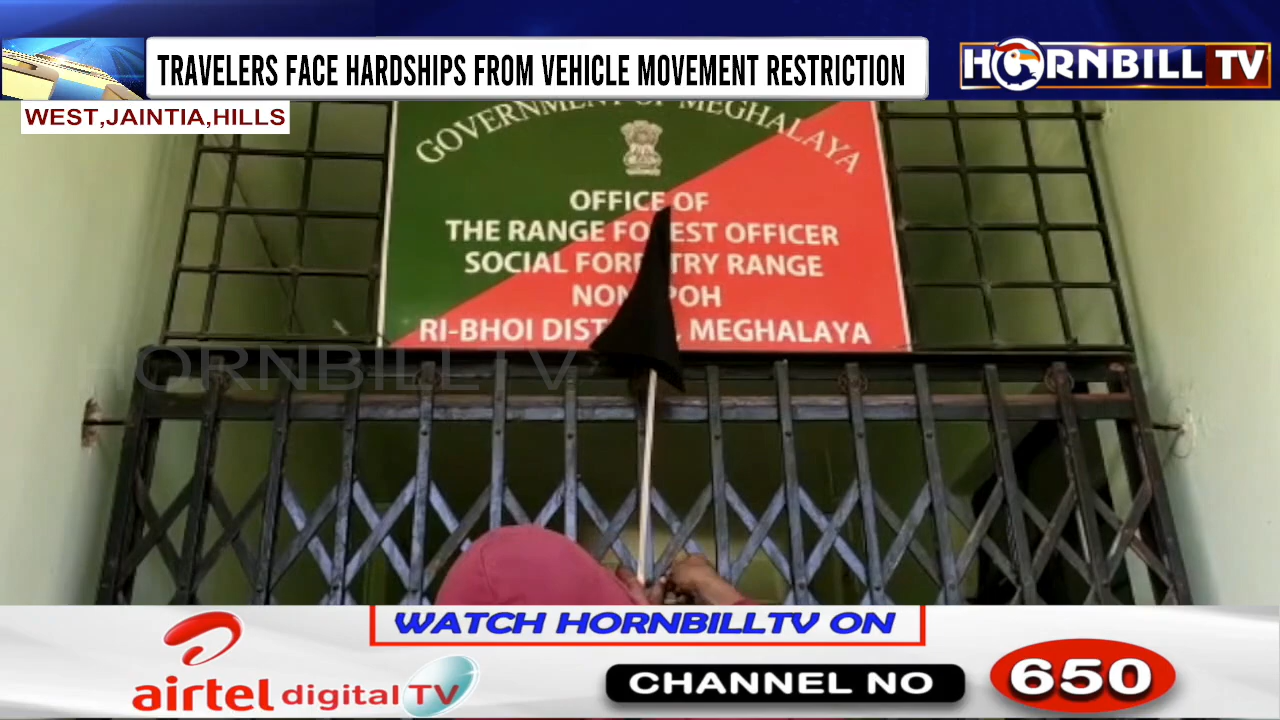 TRAVELERS FACE HARDSHIPS FROM VEHICLE MOVEMENT RESTRICTION
HORNBILL TV
WEST,JAINTIA,HILLS
GOVERNMENT OF MEGHALAYA
OFFICE OF
THE RANGE FOREST OFFICER
SOCIAL FORESTRY RANGE
NONGPOH
RI-BHOI DISTRICT, MEGHALAYA
HORNBILL TV
WATCH HORNBILLTV ON
airtel digital TV
CHANNEL NO
650